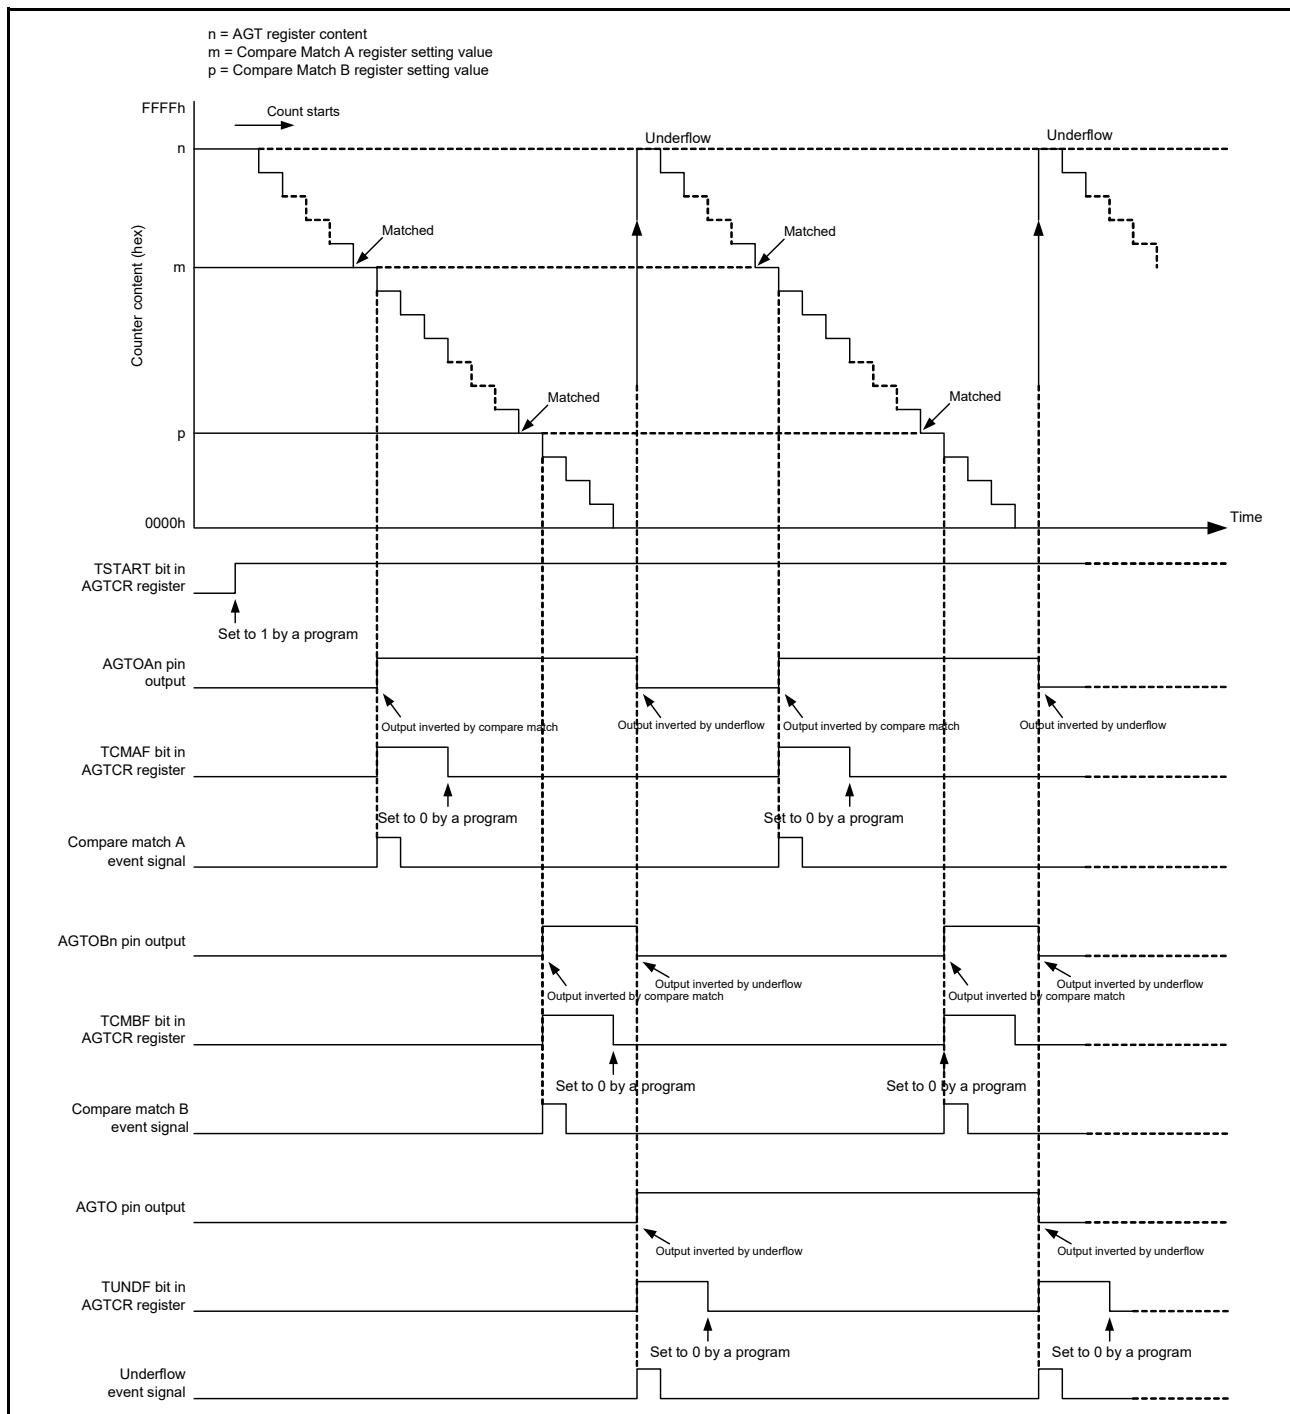 n = AGT register content
m = Compare Match A register setting value
p = Compare Match B register setting value
FFFFh
Count starts
Underflow
Underflow
n
Matched
Matched
m
Counter content (hex)
Matched
Matched
p
0000h
Time
TSTART bit in
AGTCR register
Set to 1 by a program
AGTOAn pin
output
Output inverted by compare match
Output inverted by underflow
Output inverted by compare match
Output inverted by underflow
TCMAF bit in
AGTCR register
Set to 0 by a program
Set to 0 by a program
Compare match A
event signal
AGTOBn pin output
Output inverted by compare match
Output inverted by underflow
Output inverted by compare match
Output inverted by underflow
TCMBF bit in
AGTCR register
Set to 0 by a program
Set to 0 by a program
Compare match B
event signal
AGTO pin output
Output inverted by underflow
Output inverted by underflow
TUNDF bit in
AGTCR register
Set to 0 by a program
Set to 0 by a program
Underflow
event signal